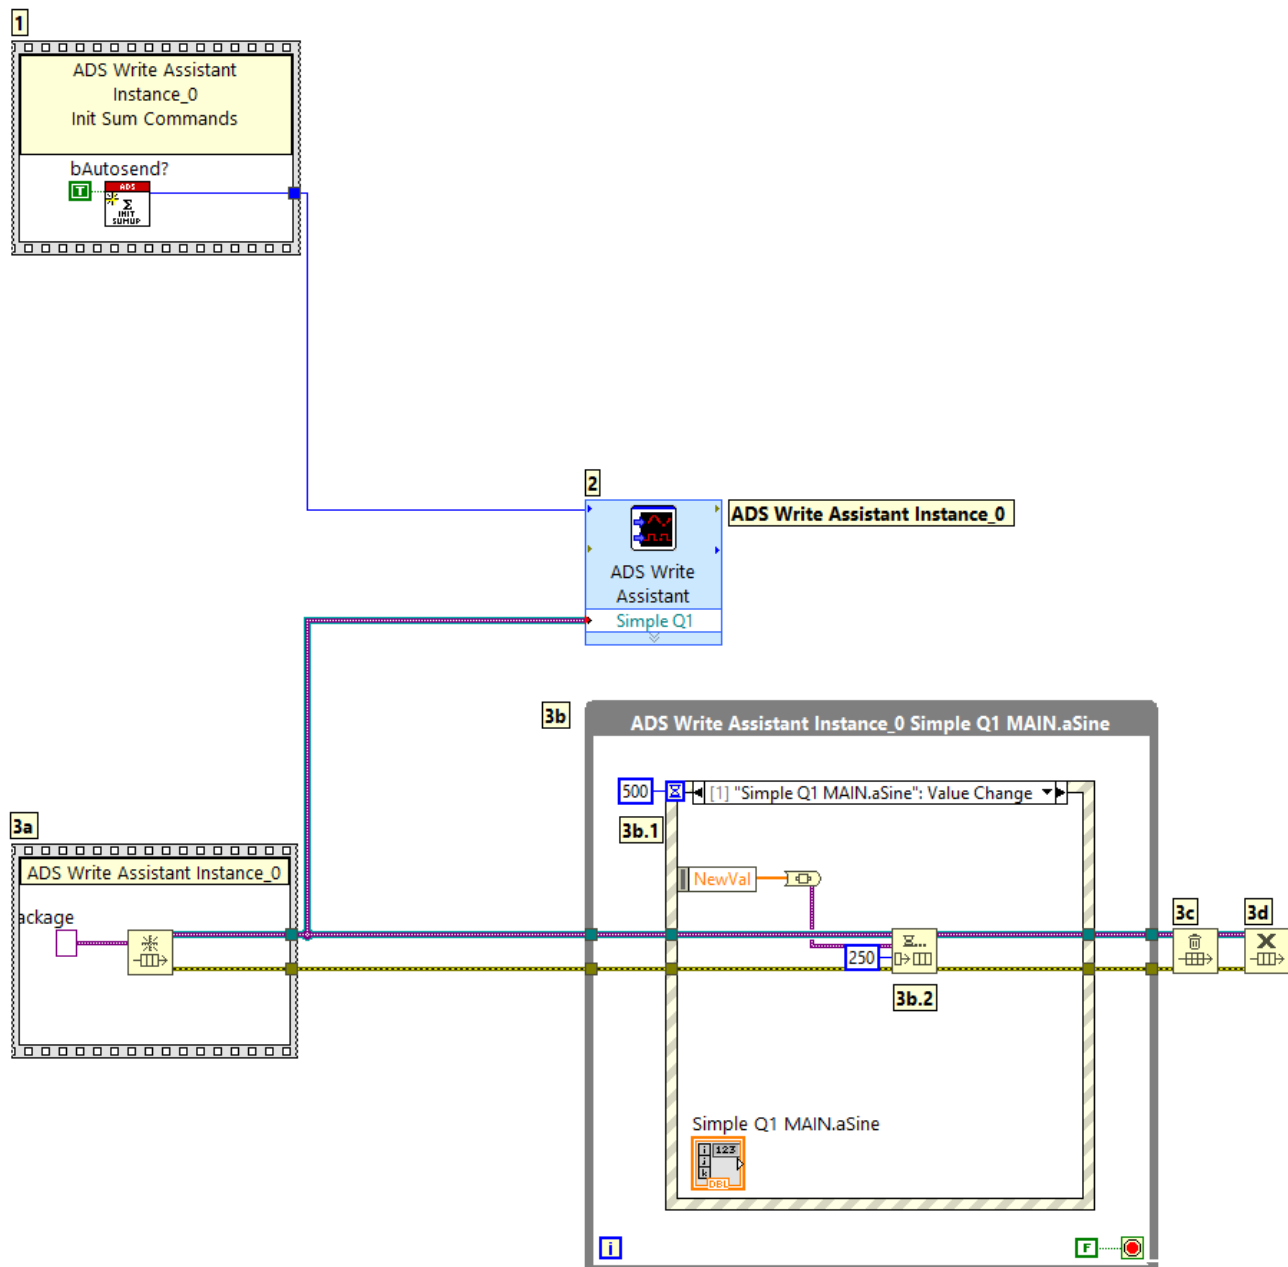 1
ADS Write Assistant
Instance_0
Init Sum Commands
bAutosend?
T
ADS
Σ
INIT
SUMUP
2
ADS Write Assistant Instance_0
ADS Write
Assistant
Simple Q1
3b
ADS Write Assistant Instance_0 Simple Q1 MAIN.aSine
500
[1] "Simple Q1 MAIN.aSine": Value Change
3b.1
3a
ADS Write Assistant Instance_0
NewVal
ackage
3c
3d
250
3b.2
Simple Q1 MAIN.aSine
i
j
k
123
DBL
i
F